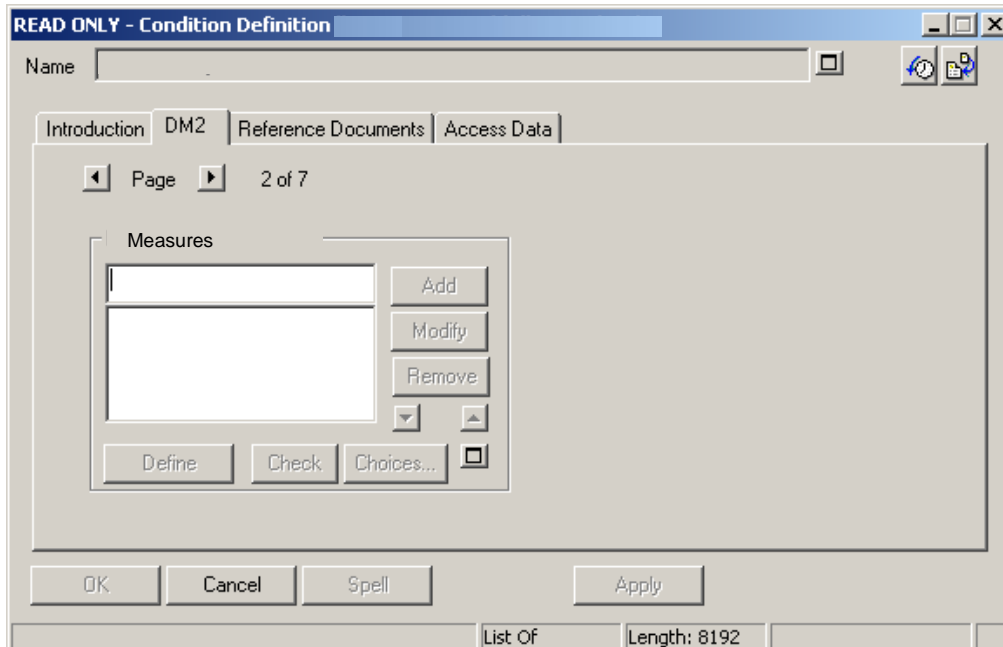 READ ONLY - Condition Definition
Name
Introduction DM2 Reference Documents Access Data
Page 2 of 7
Measures
Add
Modify
Remove
Define Check Choices...
OK Cancel Spell Apply
List Of Length: 8192